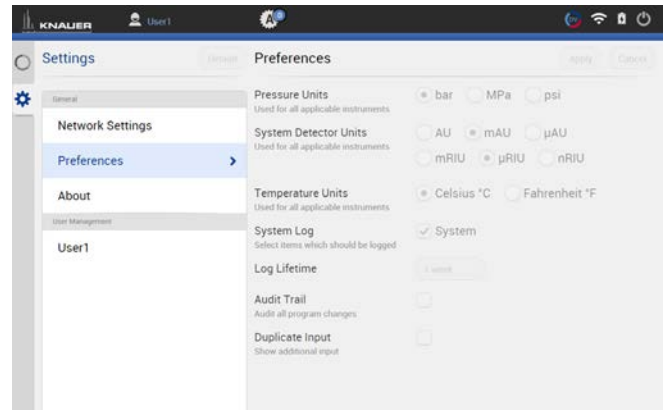 KNAUER
User1
Settings
Default
Preferences
Apply
Cancel
General
Network Settings
Preferences
About
User Management
User1
Pressure Units
Used for all applicable instruments
bar MPa psi
System Detector Units
Used for all applicable instruments
AU mAU µAU
mRIU µRIU nRIU
Temperature Units
Used for all applicable instruments
Celsius °C Fahrenheit °F
System Log
Select items which should be logged
System
Log Lifetime
1 week
Audit Trail
Audit all program changes
Duplicate Input
Show additional input